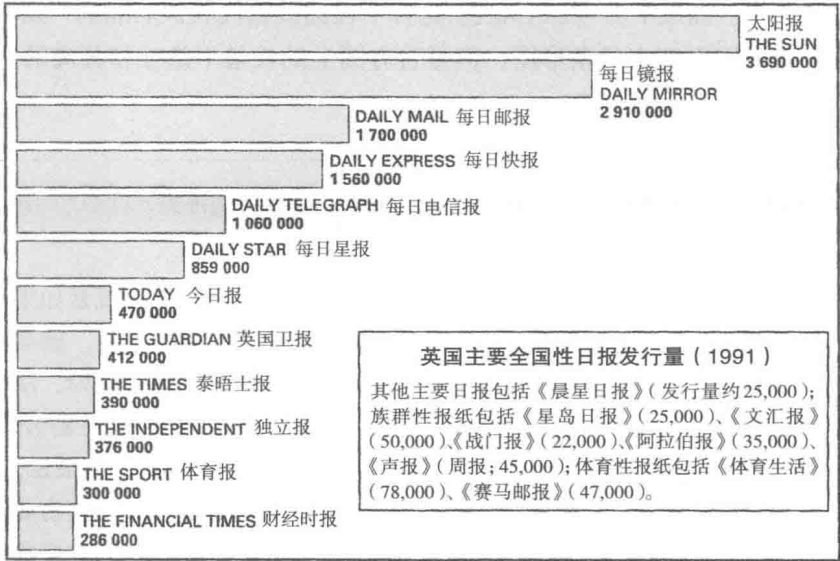 太阳报
THE SUN
3 690 000
每日镜报
DAILY MIRROR
2 910 000
DAILY MAIL 每日邮报
1 700 000
DAILY EXPRESS 每日快报
1 560 000
DAILY TELEGRAPH 每日电信报
1 060 000
DAILY STAR 每日星报
859 000
TODAY 今日报
470 000
THE GUARDIAN 英国卫报
412 000
THE TIMES 泰晤士报
390 000
THE INDEPENDENT 独立报
376 000
THE SPORT 体育报
300 000
THE FINANCIAL TIMES 财经时报
286 000
英国主要全国性日报发行量（1991）
其他主要日报包括《晨星日报》（发行量约25,000）；
族群性报纸包括《星岛日报》（25,000）、《文汇报》
（50,000）、《战斗报》（22,000）、《阿拉伯报》（35,000）、
《声报》（周报；45,000）；体育性报纸包括《体育生活》
（78,000）、《赛马邮报》（47,000）。